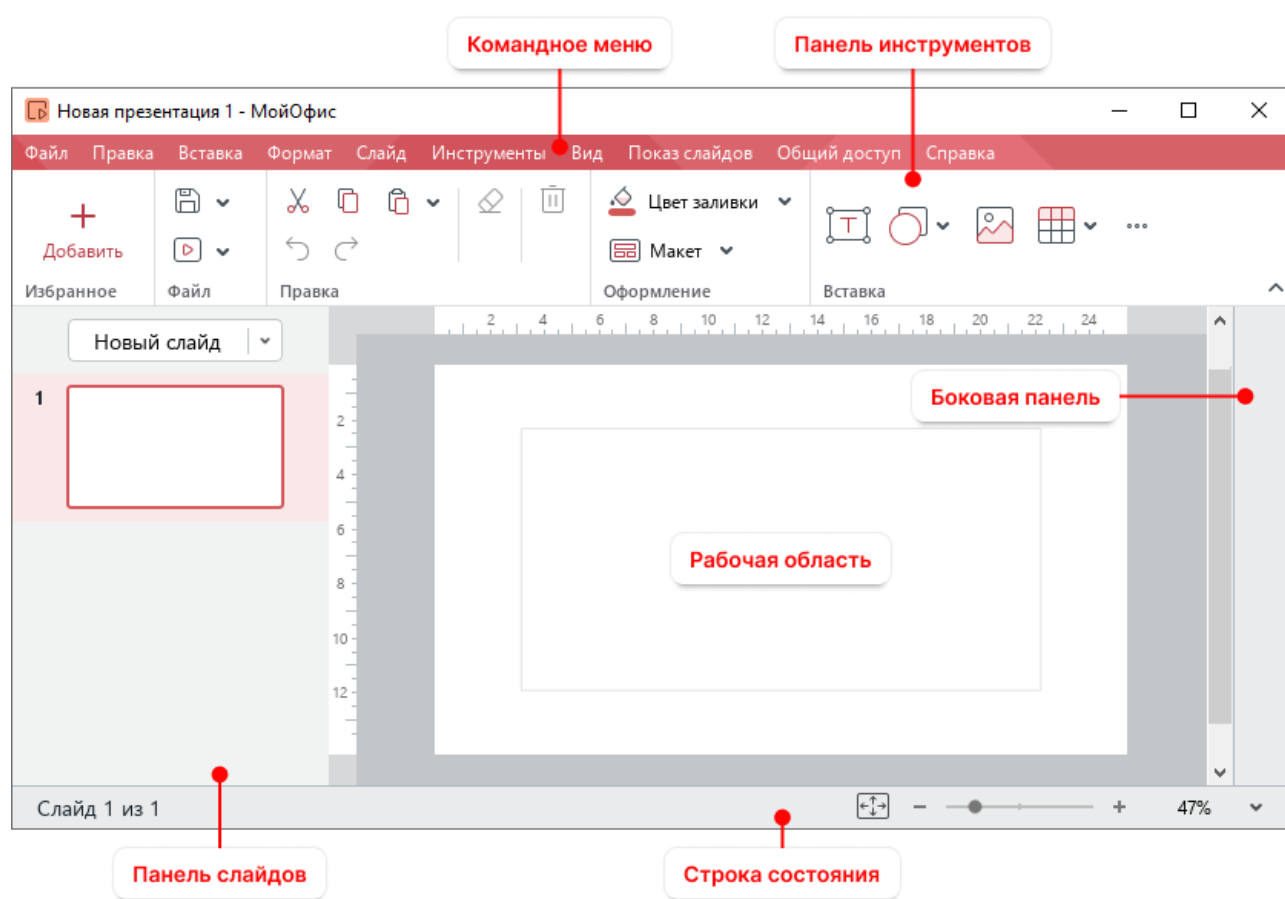 Командное меню
Панель инструментов
Новая презентация 1 - МойОфис
Файл Правка Вставка Формат Слайд Инструменты Вид Показ слайдов Общий доступ Справка
Цвет заливки
Добавить
Макет
Избранное Файл Правка Оформление Вставка
Новый слайд
2 4 6 8 10 12 14 16 18 20 22 24
1
Боковая панель
2
4
6
Рабочая область
8
10
12
Слайд 1 из 1
47%
Панель слайдов
Строка состояния